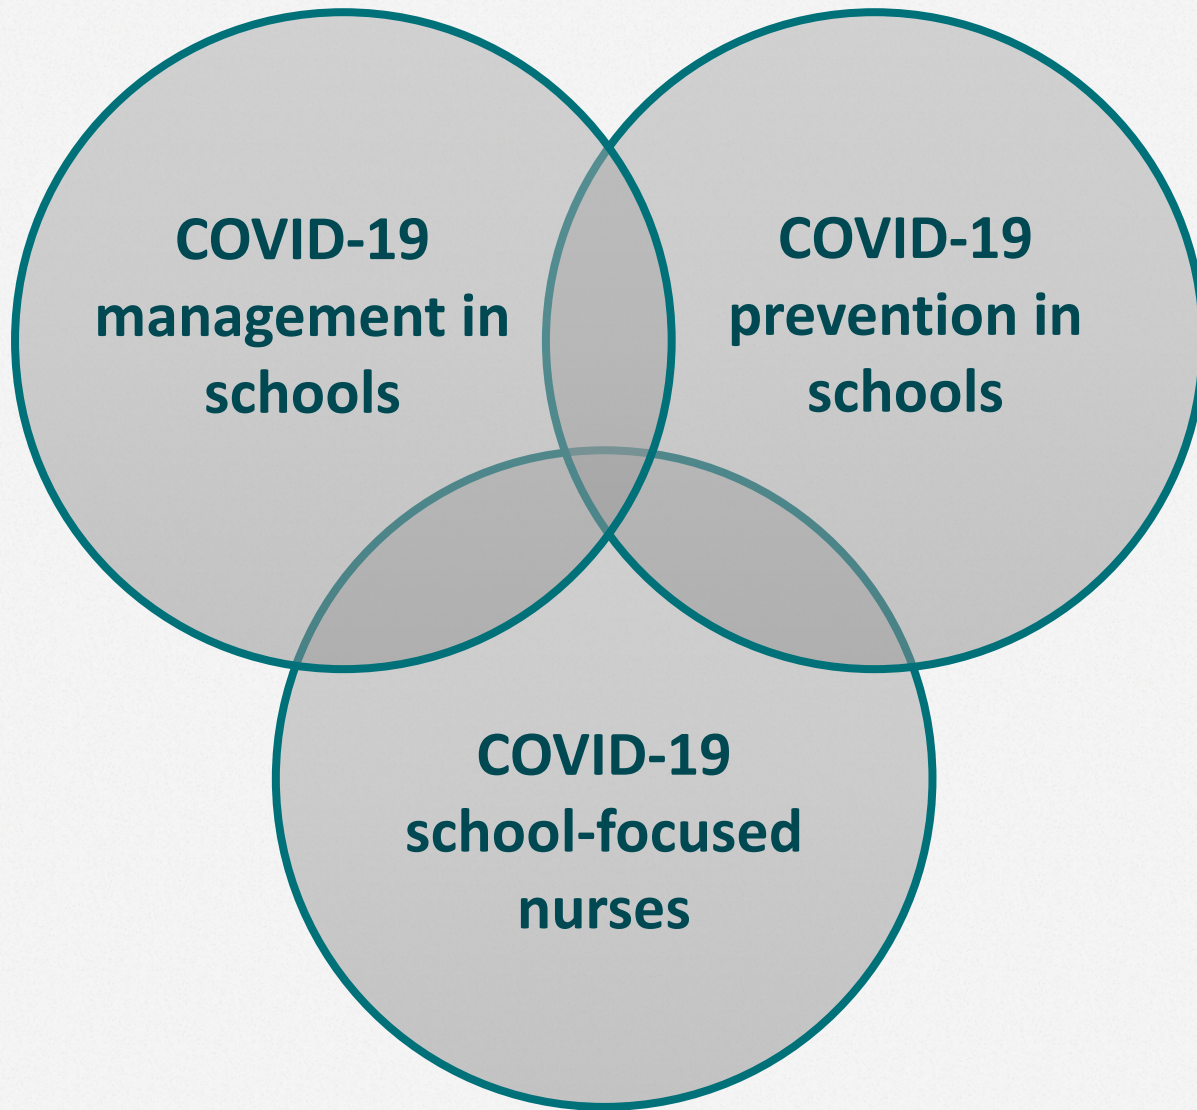 COVID-19
management in
schools
COVID-19
prevention in
schools
COVID-19
school-focused
nurses